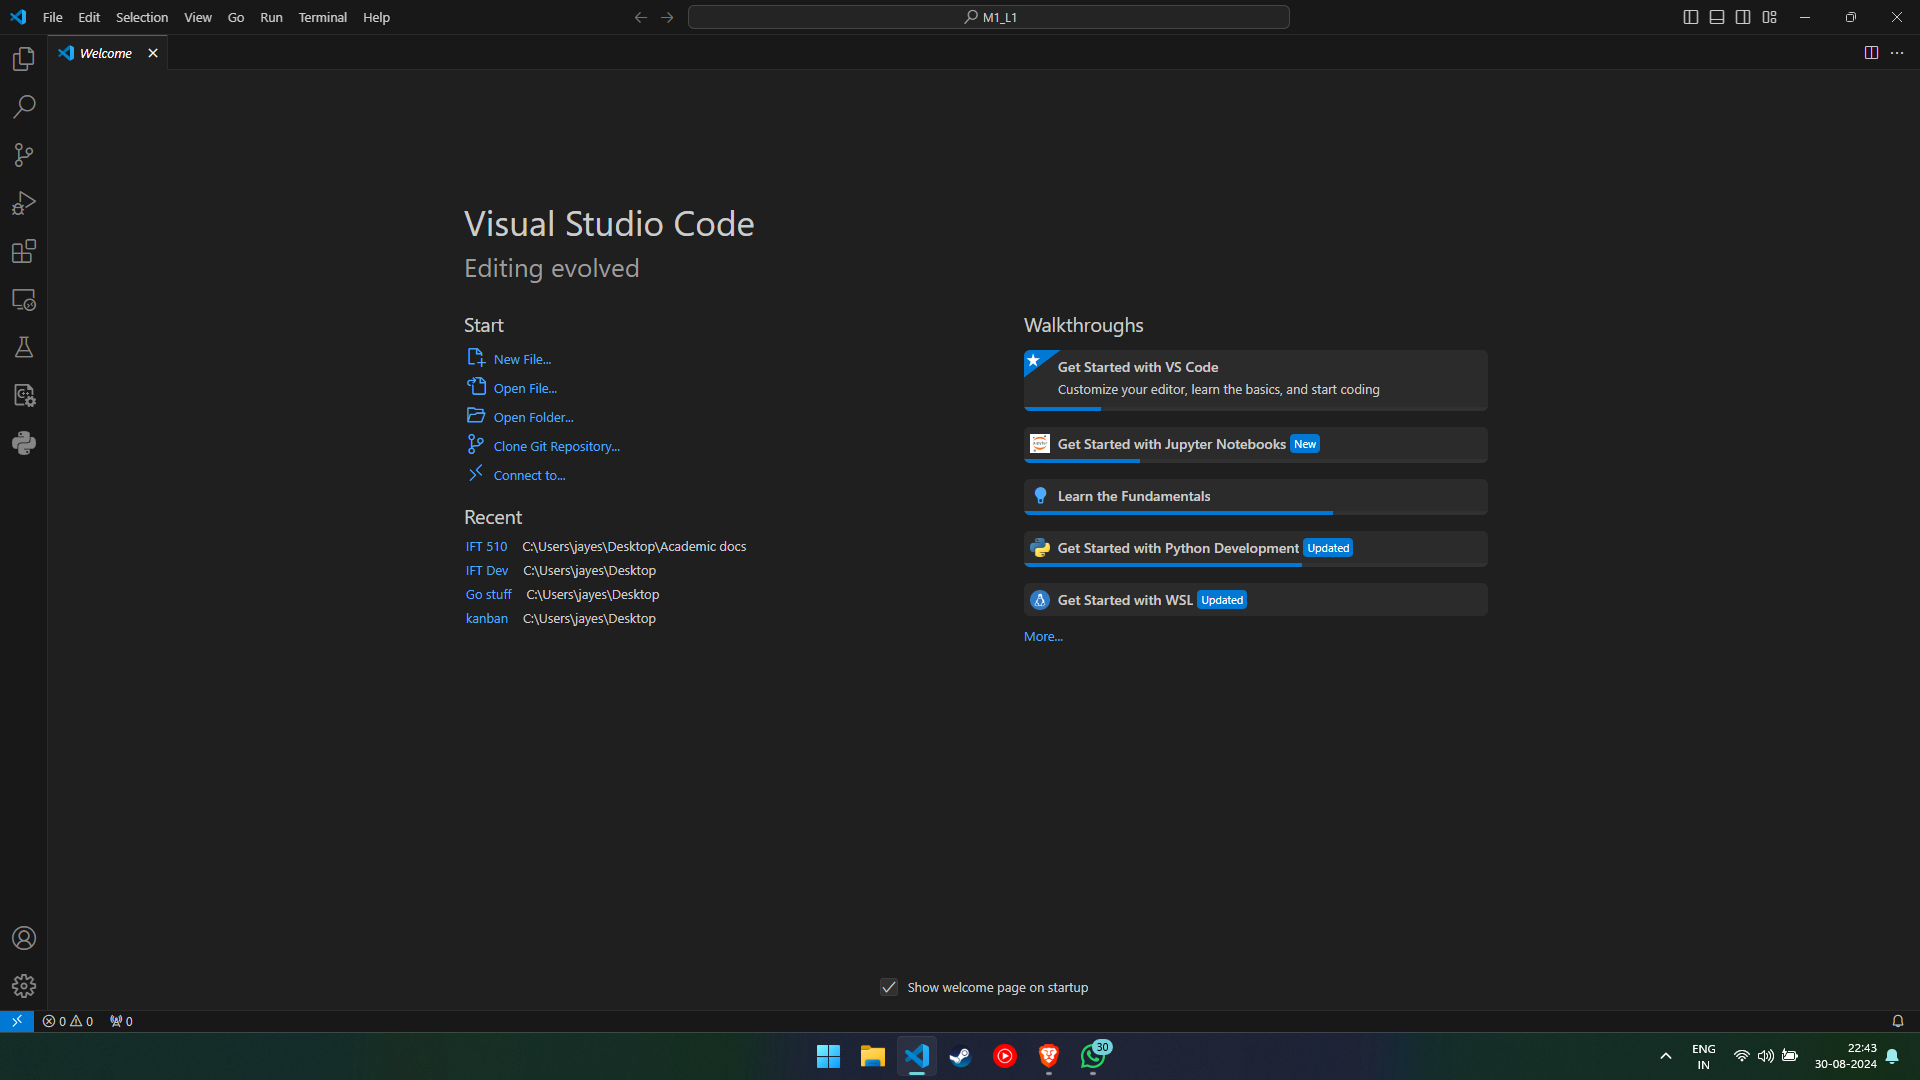 File Edit Selection View Go Run Terminal Help
M1_L1
Welcome
Visual Studio Code
Editing evolved
Start
New File...
Open File...
Open Folder...
Clone Git Repository...
Connect to...
Recent
IFT 510 C:\Users\jayes\Desktop\Academic docs
IFT Dev C:\Users\jayes\Desktop
Go stuff C:\Users\jayes\Desktop
kanban C:\Users\jayes\Desktop
Walkthroughs
Get Started with VS Code
Customize your editor, learn the basics, and start coding
Get Started with Jupyter Notebooks New
Learn the Fundamentals
Get Started with Python Development Updated
Get Started with WSL Updated
More...
Show welcome page on startup
0 0 0
30
ENG
IN
22:43
30-08-2024